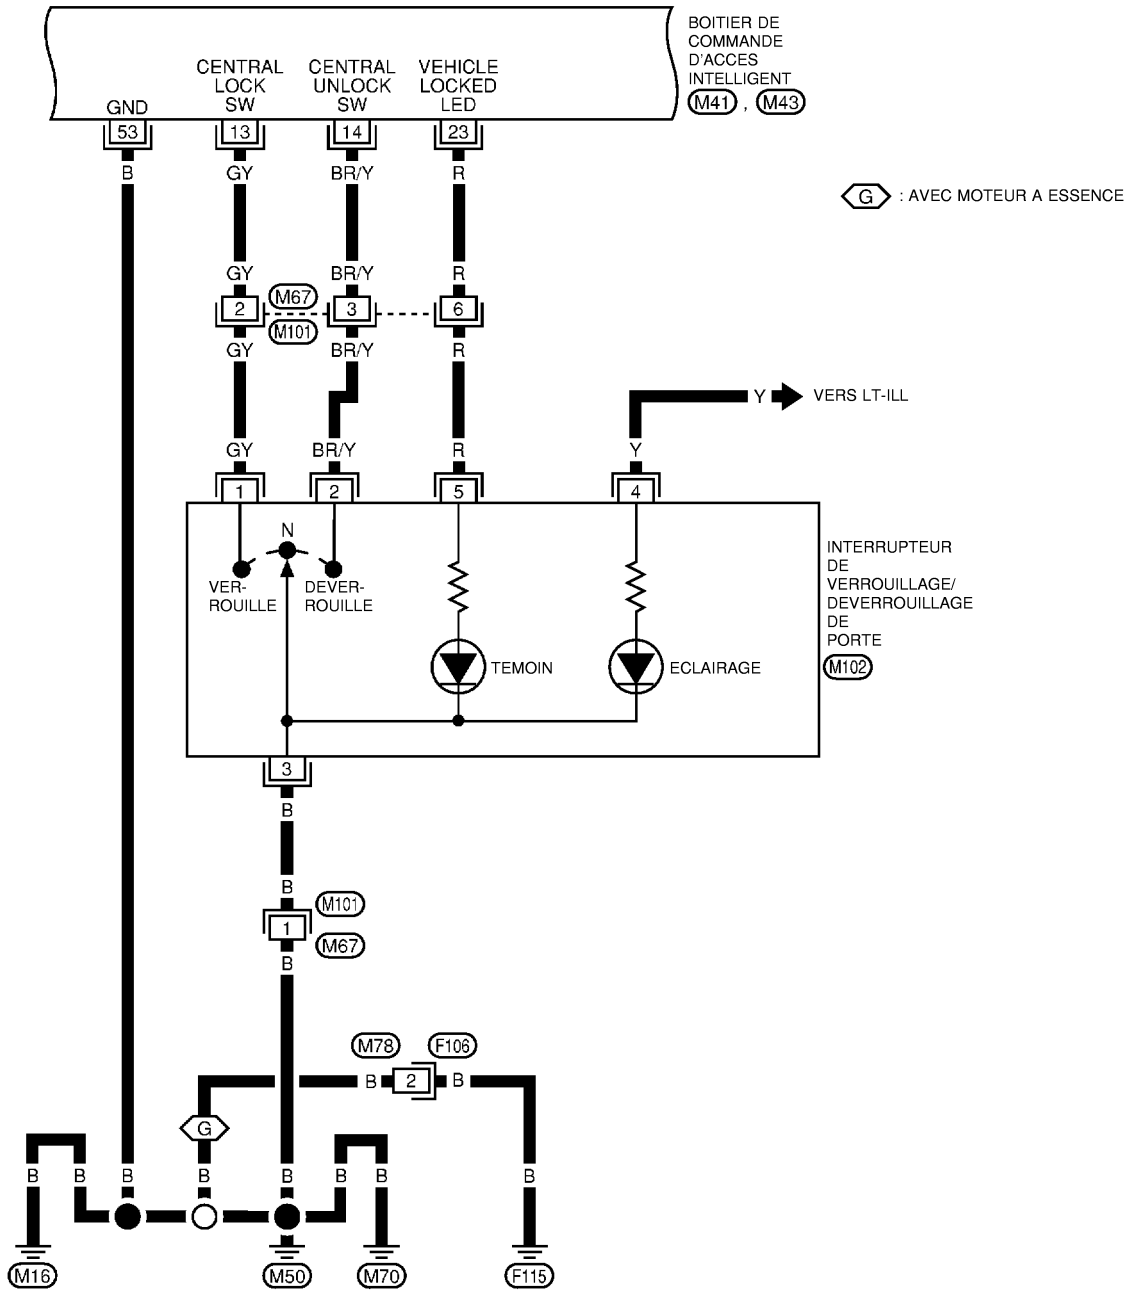 BOITIER DE
COMMANDE
D'ACCES
INTELLIGENT
M41 , M43
GND
CENTRAL
LOCK
SW
CENTRAL
UNLOCK
SW
VEHICLE
LOCKED
LED
53 13 14 23
B GY BR/Y R
G : AVEC MOTEUR A ESSENCE
GY BR/Y R
2 M67 3 6
M101
GY BR/Y R
Y VERS LT-ILL
GY BR/Y R Y
1 2 5 4
N
VER-
ROUILLE
DEVER-
ROUILLE
TEMOIN
ECLAIRAGE
INTERRUPTEUR
DE
VERROUILLAGE/
DEVERROUILLAGE
DE
PORTE
M102
3
B
B M101
1
M67
B
M78 F106
B 2 B
G
B B B B B B B B
M16 M50 M70 F115